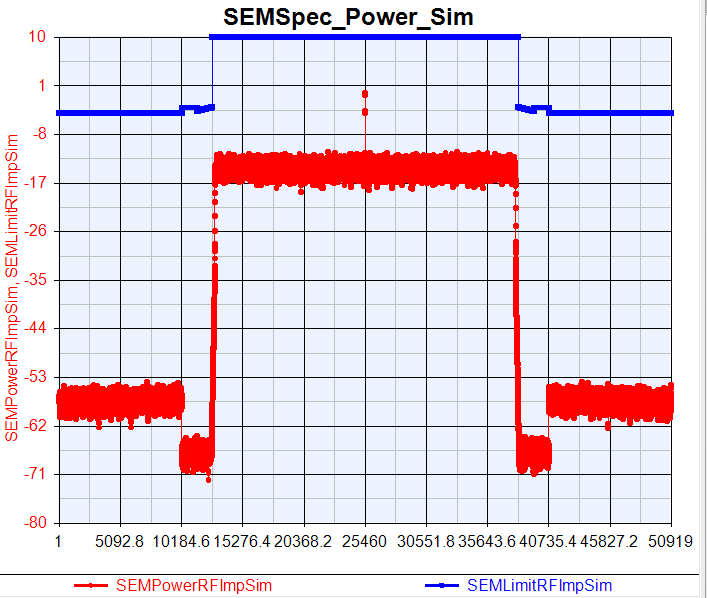 SEMSpec_Power_Sim
10
1
-8
-17
-26
-35
-44
-53
-62
-71
-80
SEMPowerRFImpSim, SEMLimitRFImpSim
1 5092.8 10184.6 15276.4 20368.2 25460 30551.8 35643.6 40735.4 45827.2 50919
SEMPowerRFImpSim SEMLimitRFImpSim